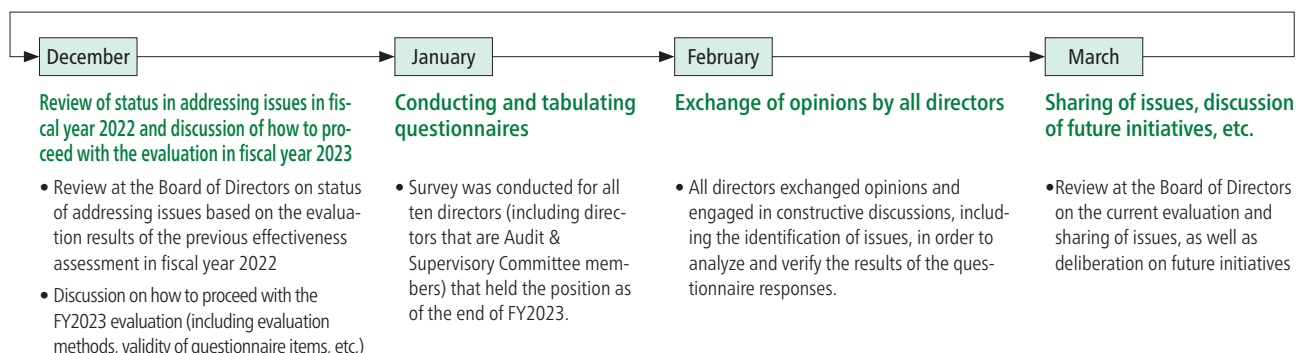 December
January
February
March
Review of status in addressing issues in fis-
cal year 2022 and discussion of how to pro-
ceed with the evaluation in fiscal year 2023
• Review at the Board of Directors on status
of addressing issues based on the evalua-
tion results of the previous effectiveness
assessment in fiscal year 2022
• Discussion on how to proceed with the
FY2023 evaluation (including evaluation
methods, validity of questionnaire items, etc.)
Conducting and tabulating
questionnaires
• Survey was conducted for all
ten directors (including direc-
tors that are Audit &
Supervisory Committee mem-
bers) that held the position as
of the end of FY2023.
Exchange of opinions by all directors
• All directors exchanged opinions and
engaged in constructive discussions, includ-
ing the identification of issues, in order to
analyze and verify the results of the ques-
tionnaire responses.
Sharing of issues, discussion
of future initiatives, etc.
•Review at the Board of Directors
on the current evaluation and
sharing of issues, as well as
deliberation on future initiatives